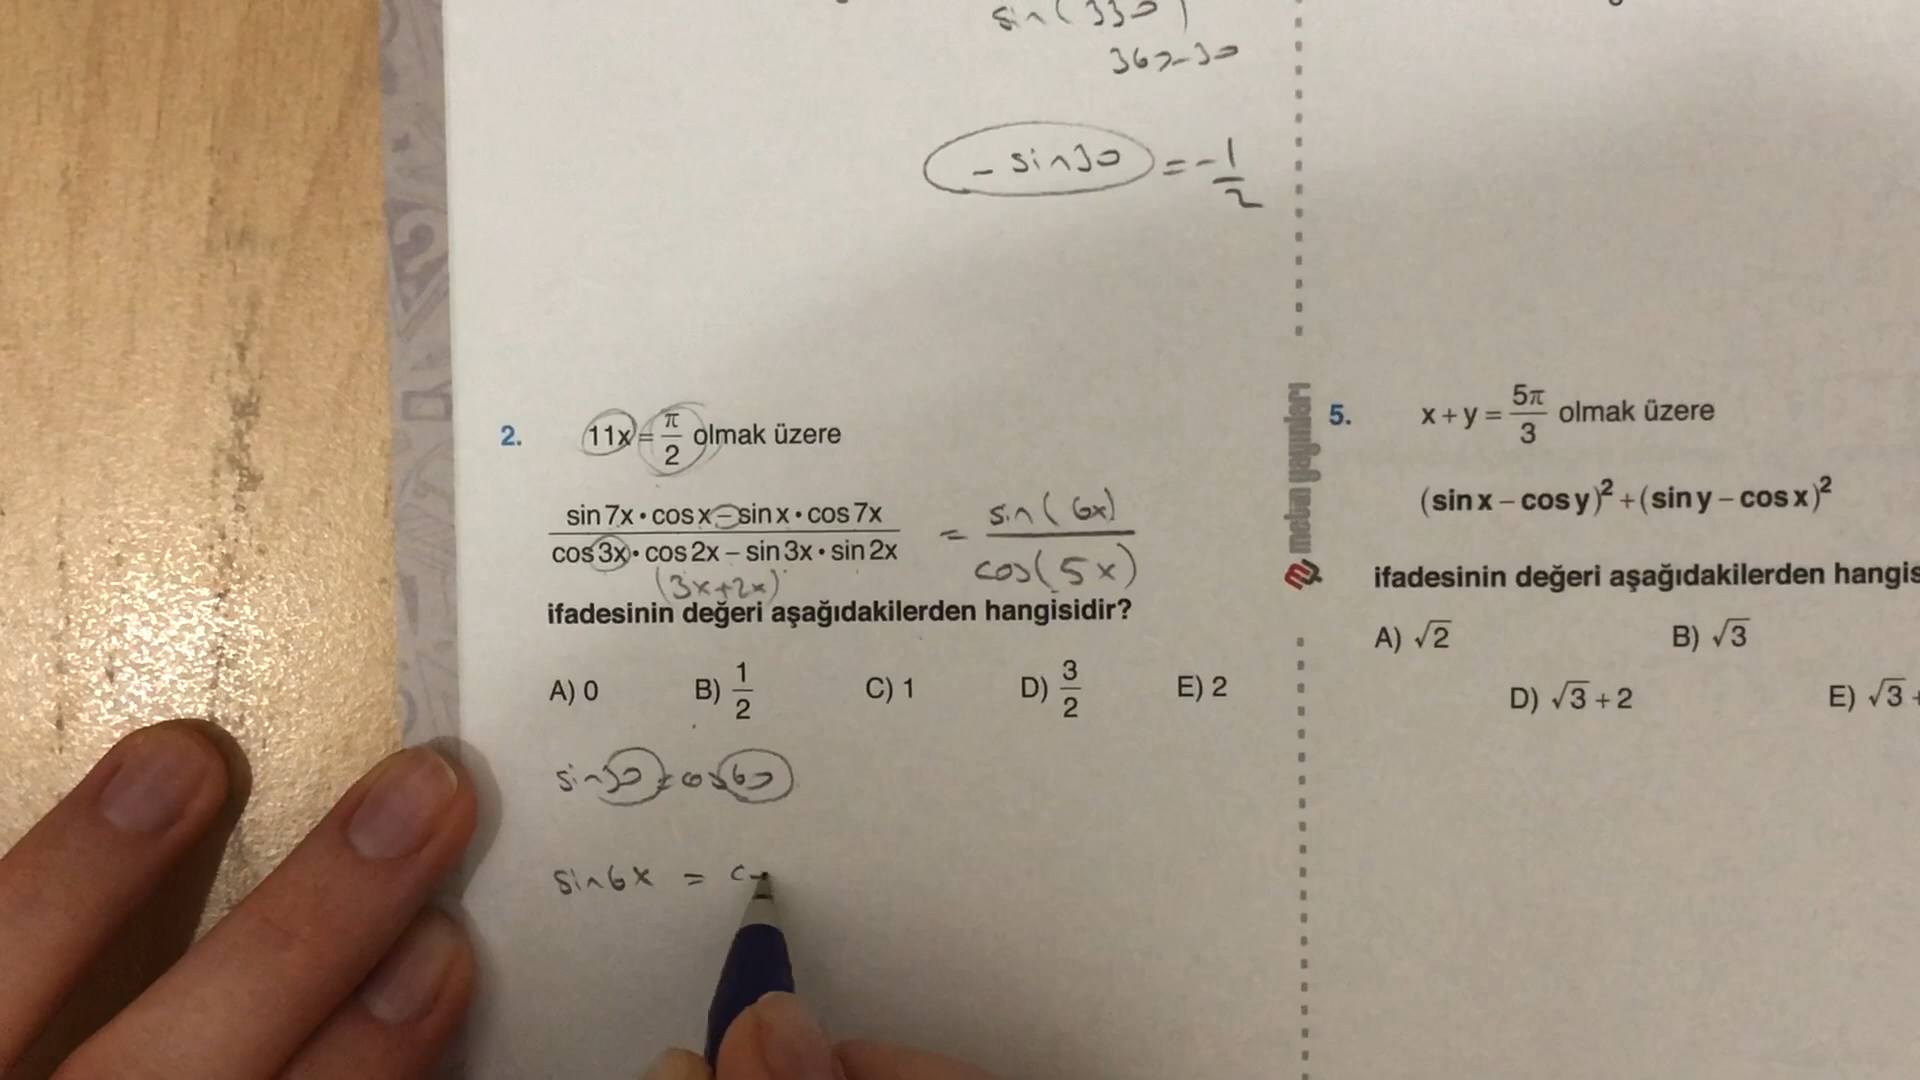 sin(330)
360-30
- sin30 = - 1/2
2. 11x = π/2 olmak üzere
sin 7x • cos x – sin x • cos 7x / cos 3x • cos 2x – sin 3x • sin 2x = sin(6x) / cos(5x)
(3x+2x)
ifadesinin değeri aşağıdakilerden hangisidir?
A) 0 B) 1/2 C) 1 D) 3/2 E) 2
sin30 = cos60
sin6x = c
metin yayınları
5. x + y = 5π/3 olmak üzere
(sin x – cos y)² + (sin y – cos x)²
ifadesinin değeri aşağıdakilerden hangis
A) √2 B) √3
D) √3 + 2 E) √3 +